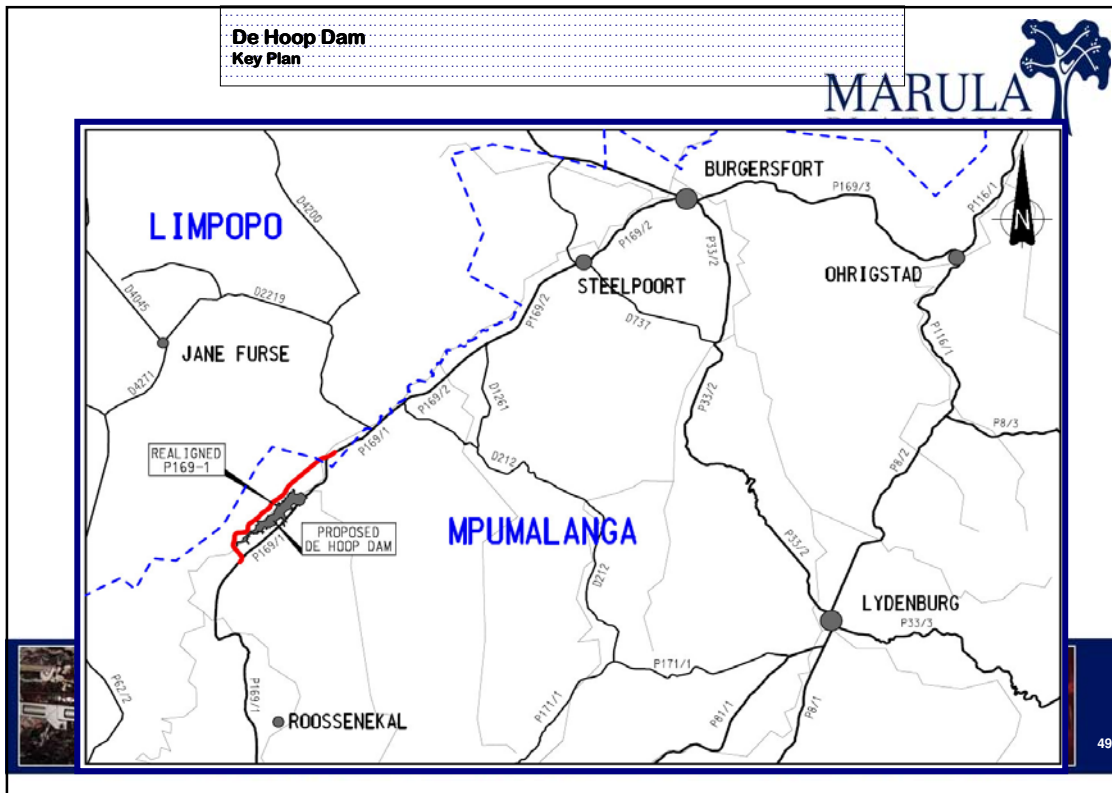 De Hoop Dam
Key Plan
MARULA
BURGERSFORT
P169/3
P116/1
D4200
LIMPOPO
N
P169/2
P33/2
OHRIGSTAD
STEELPOORT
D4045
D2219
P169/2
D737
P116/1
JANE FURSE
D4271
P169/2
D1261
P33/2
P169/1
P8/3
REALIGNED
P169-1
D212
P8/2
PROPOSED
DE HOOP DAM
P169/1
MPUMALANGA
P33/2
D212
LYDENBURG
P33/3
P171/1
P62/2
P169/1
ROOSSENEKAL
P171/1
P81/1
P8/1
49